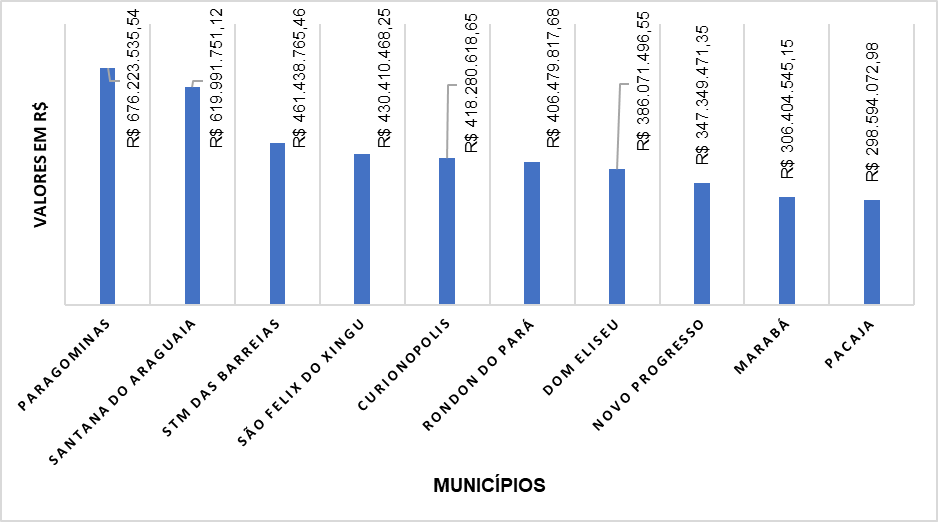 VALORES EM R$
R$ 676.223.535,54
R$ 619.991.751,12
R$ 461.438.765,46
R$ 430.410.468,25
R$ 418.280.618,65
R$ 406.479.817,68
R$ 386.071.496,55
R$ 347.349.471,35
R$ 306.404.545,15
R$ 298.594.072,98
PARAGOMINAS
SANTANA DO ARAGUAIA
STM DAS BARREIAS
SÃO FELIX DO XINGU
CURIONOPOLIS
RONDON DO PARÁ
DOM ELISEU
NOVO PROGRESSO
MARABÁ
PACAJA
MUNICÍPIOS